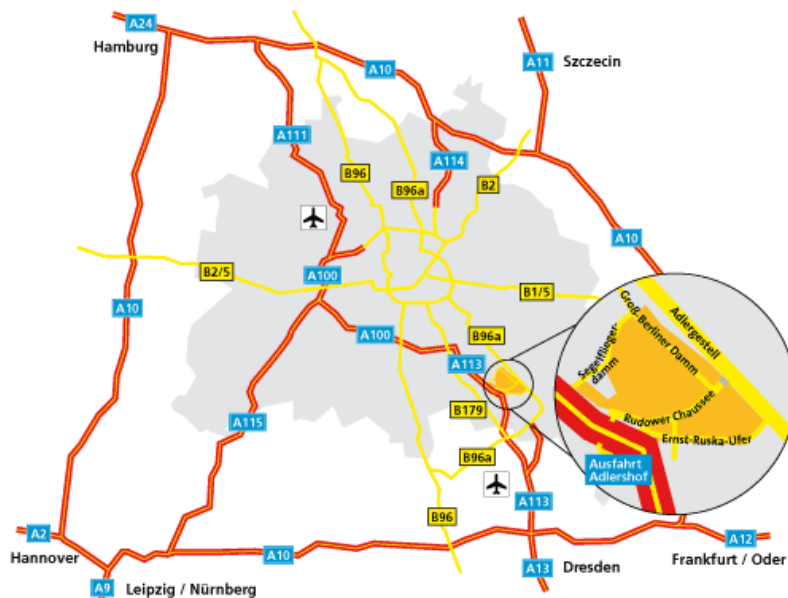 A24
Hamburg
A10
A11
Szczecin
A111
A114
B96
B96a
B2
A10
B2/5
A100
B1/5
A10
A100
B96a
A113
B179
A115
B96a
A113
B96
A2
Hannover
A10
A9
Leipzig / Nürnberg
A13
Dresden
A12
Frankfurt / Oder
Groß-Berliner Damm
Adlergestell
Segelflieger-
damm
Rudower Chaussee
Ernst-Ruska-Ufer
Ausfahrt
Adlershof